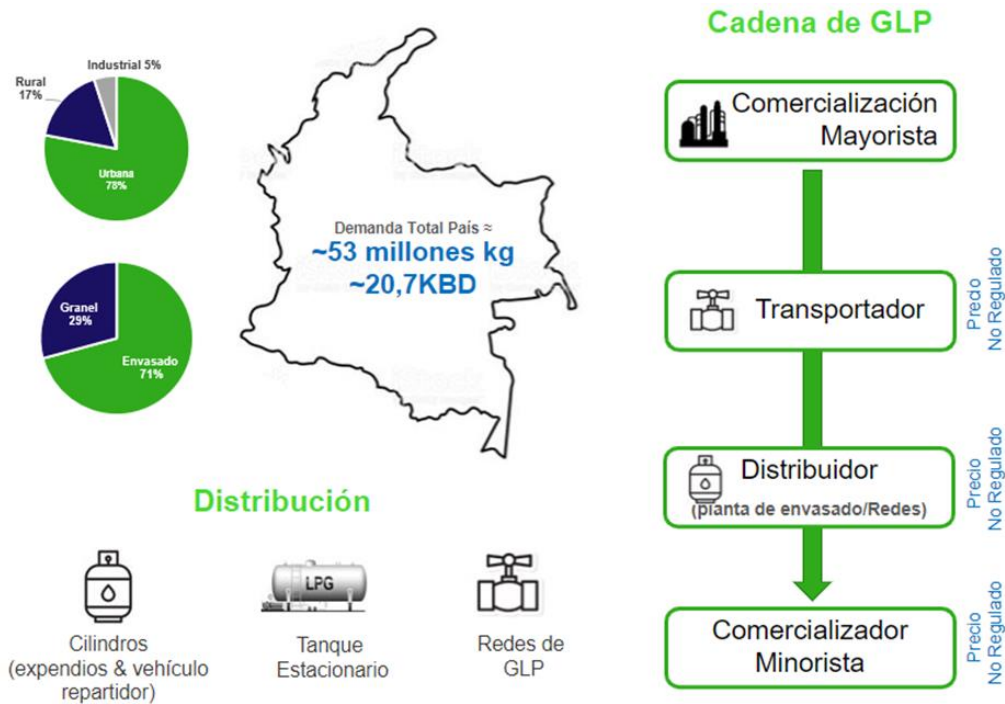 Cadena de GLP
Industrial 5%
Rural
17%
Urbana
78%
Granel
29%
Envasado
71%
Demanda Total País ≈
~53 millones kg
~20,7KBD
Distribución
LPG
Cilindros
(expendios & vehículo
repartidor)
Tanque
Estacionario
Redes de
GLP
Comercialización
Mayorista
Transportador
Precio
No Regulado
Distribuidor
(planta de envasado/Redes)
Precio
No Regulado
Comercializador
Minorista
Precio
No Regulado